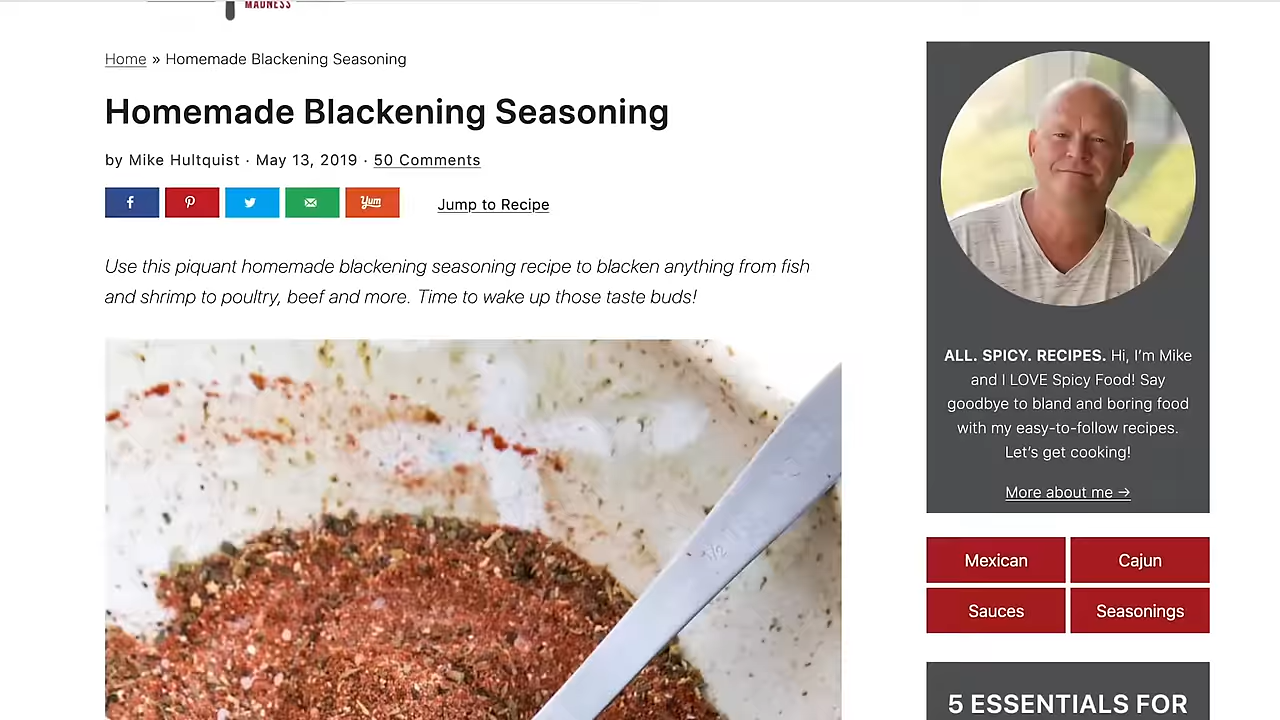 MADNESS
Home » Homemade Blackening Seasoning
Homemade Blackening Seasoning
by Mike Hultquist · May 13, 2019 · 50 Comments
Yum
Jump to Recipe
Use this piquant homemade blackening seasoning recipe to blacken anything from fish
and shrimp to poultry, beef and more. Time to wake up those taste buds!
1/2
ALL. SPICY. RECIPES. Hi, I'm Mike
and I LOVE Spicy Food! Say
goodbye to bland and boring food
with my easy-to-follow recipes.
Let's get cooking!
More about me →
Mexican
Cajun
Sauces
Seasonings
5 ESSENTIALS FOR